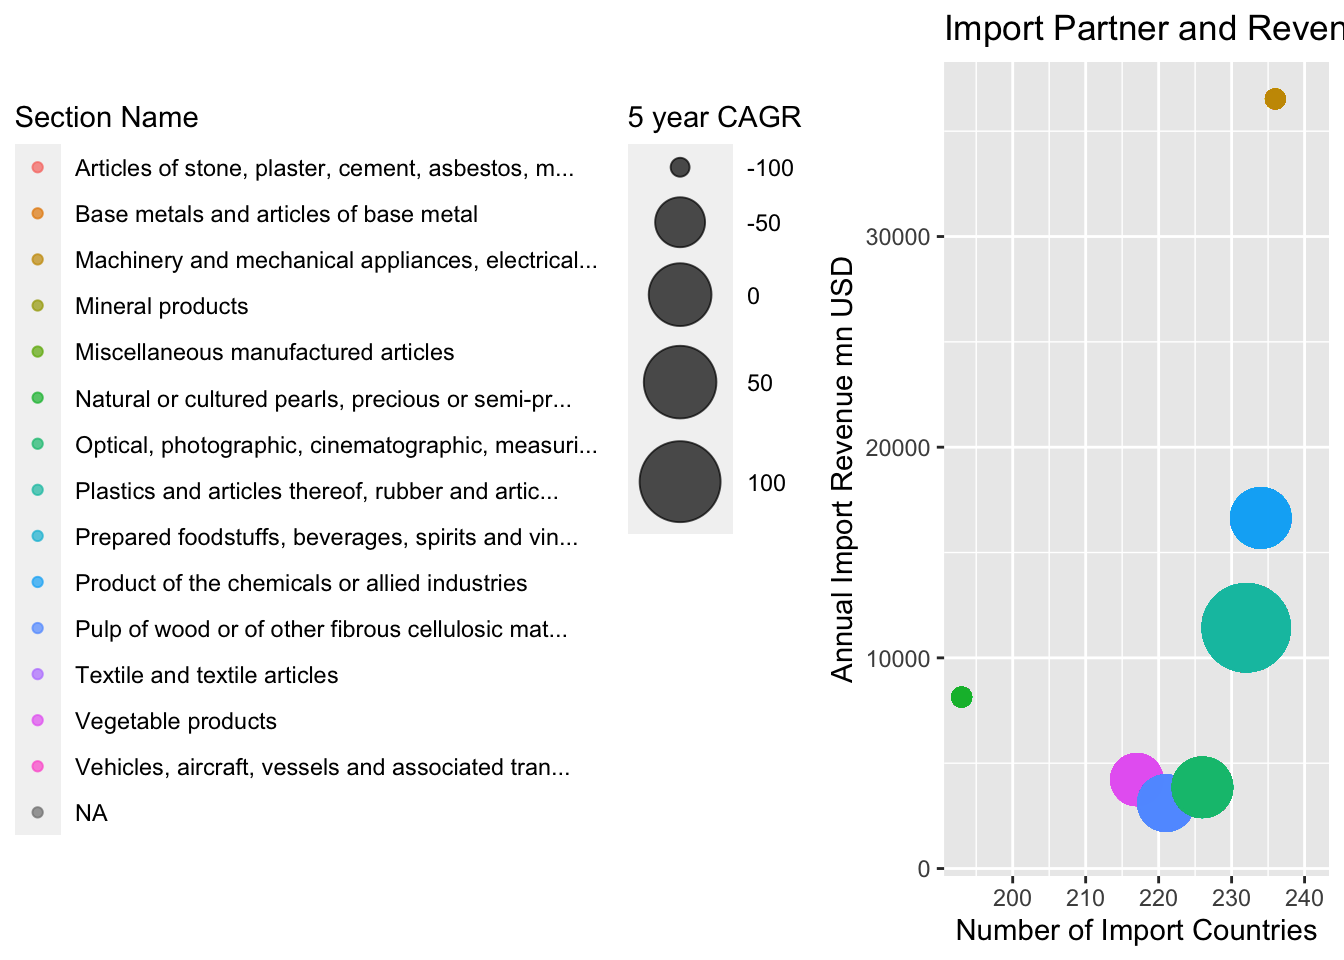 Import Partner and Reven
Section Name
Articles of stone, plaster, cement, asbestos, m...
Base metals and articles of base metal
Machinery and mechanical appliances, electrical...
Mineral products
Miscellaneous manufactured articles
Natural or cultured pearls, precious or semi-pr...
Optical, photographic, cinematographic, measuri...
Plastics and articles thereof, rubber and artic...
Prepared foodstuffs, beverages, spirits and vin...
Product of the chemicals or allied industries
Pulp of wood or of other fibrous cellulosic mat...
Textile and textile articles
Vegetable products
Vehicles, aircraft, vessels and associated tran...
NA
5 year CAGR
-100
-50
0
50
100
Annual Import Revenue mn USD
30000
20000
10000
0
200 210 220 230 240
Number of Import Countries